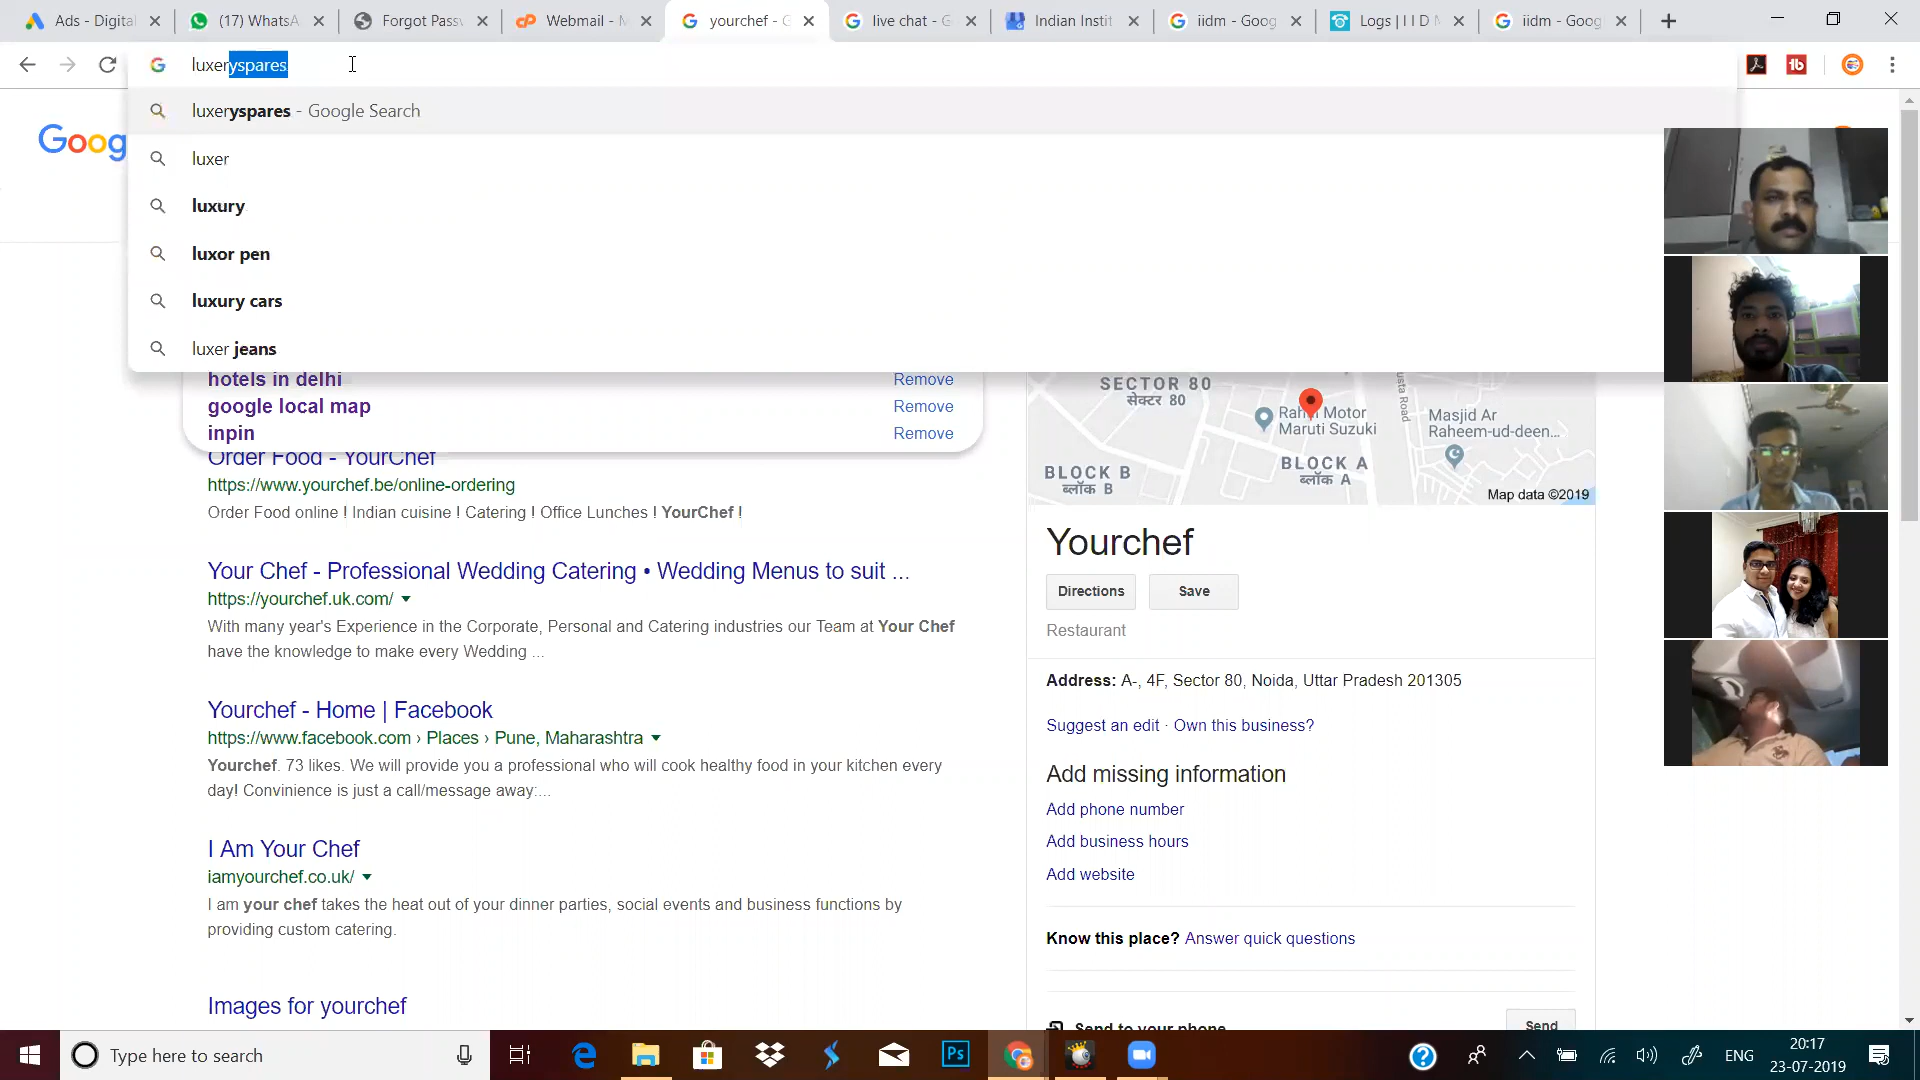 Ads - Digital
(17) WhatsA
Forgot Passw
Webmail - M
yourchef - G
live chat - G
Indian Instit
iidm - Goog
Logs | I I D M
iidm - Goog
luxeryspares
luxeryspares - Google Search
luxer
luxury
luxor pen
luxury cars
luxer jeans
Goog
hotels in delhi Remove
google local map Remove
inpin Remove
Order Food - YourChef
https://www.yourchef.be/online-ordering
Order Food online ! Indian cuisine ! Catering ! Office Lunches ! YourChef !
Your Chef - Professional Wedding Catering • Wedding Menus to suit ...
https://yourchef.uk.com/
With many year's Experience in the Corporate, Personal and Catering industries our Team at Your Chef
have the knowledge to make every Wedding ...
Yourchef - Home | Facebook
https://www.facebook.com › Places › Pune, Maharashtra
Yourchef. 73 likes. We will provide you a professional who will cook healthy food in your kitchen every
day! Convinience is just a call/message away:...
I Am Your Chef
iamyourchef.co.uk/
I am your chef takes the heat out of your dinner parties, social events and business functions by
providing custom catering.
Images for yourchef
SECTOR 80
सेक्टर 80
Motor
Maruti Suzuki
Masjid Ar
Raheem-ud-deen...
BLOCK B
ब्लॉक B
BLOCK A
ब्लॉक A
Map data ©2019
Yourchef
Directions
Save
Restaurant
Address: A-, 4F, Sector 80, Noida, Uttar Pradesh 201305
Suggest an edit · Own this business?
Add missing information
Add phone number
Add business hours
Add website
Know this place? Answer quick questions
Send to your phone
Send
Type here to search
Ps
ENG
20:17
23-07-2019